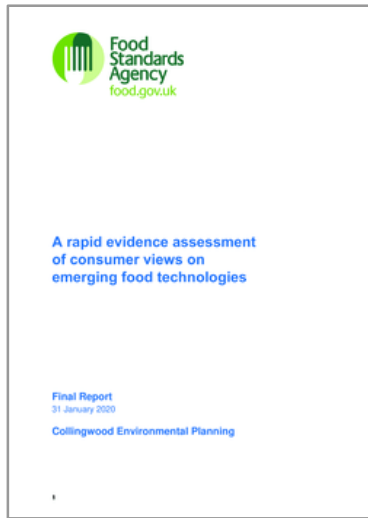 Food
Standards
Agency
food.gov.uk
A rapid evidence assessment
of consumer views on
emerging food technologies
Final Report
31 January 2020
Collingwood Environmental Planning